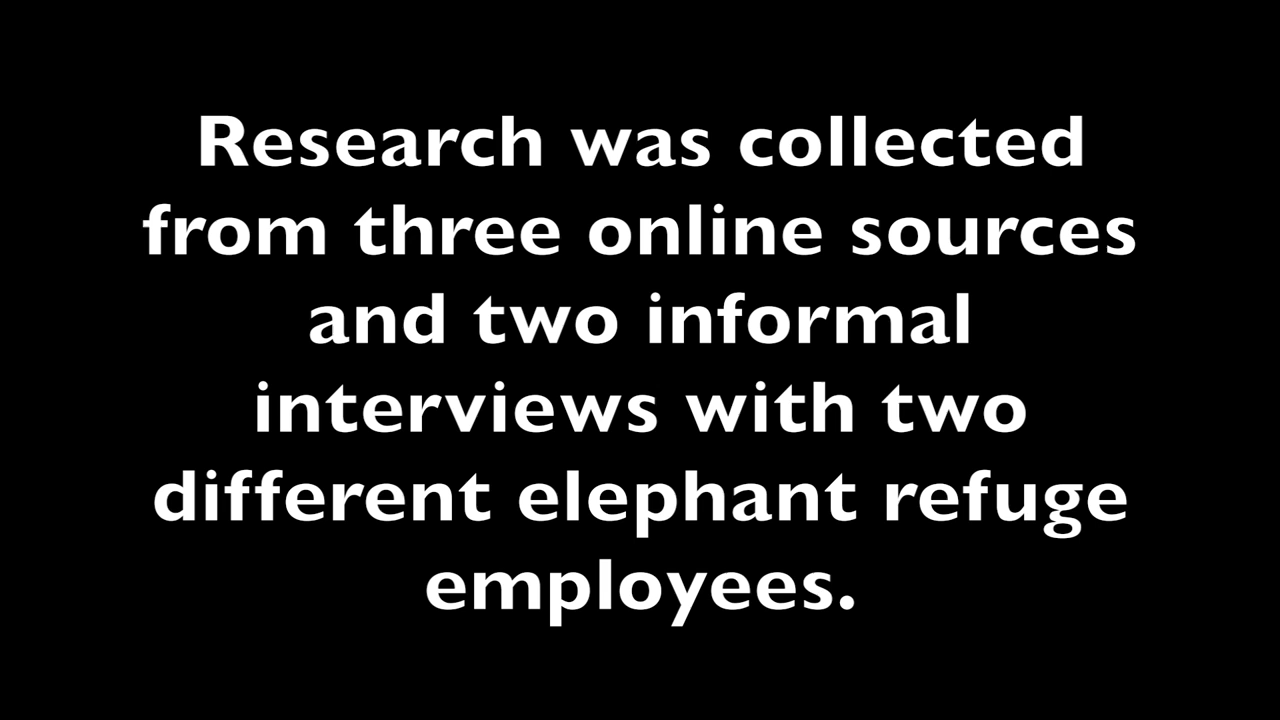 Research was collected
from three online sources
and two informal
interviews with two
different elephant refuge
employees.